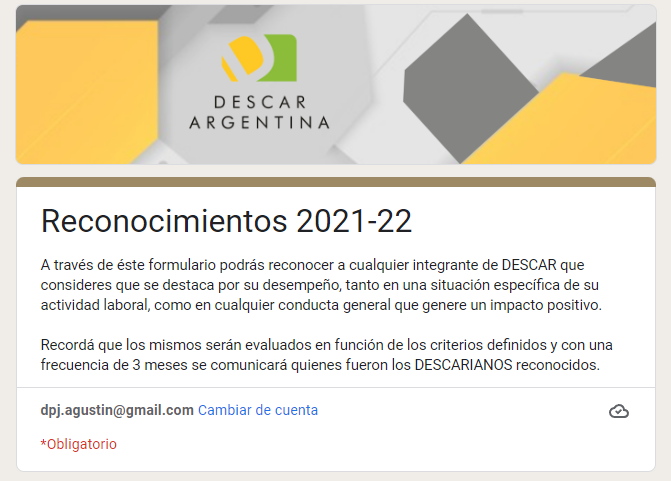 DESCAR
ARGENTINA
Reconocimientos 2021-22
A través de éste formulario podrás reconocer a cualquier integrante de DESCAR que
consideres que se destaca por su desempeño, tanto en una situación específica de su
actividad laboral, como en cualquier conducta general que genere un impacto positivo.
Recordá que los mismos serán evaluados en función de los criterios definidos y con una
frecuencia de 3 meses se comunicará quienes fueron los DESCARIANOS reconocidos.
dpj.agustin@gmail.com Cambiar de cuenta
*Obligatorio